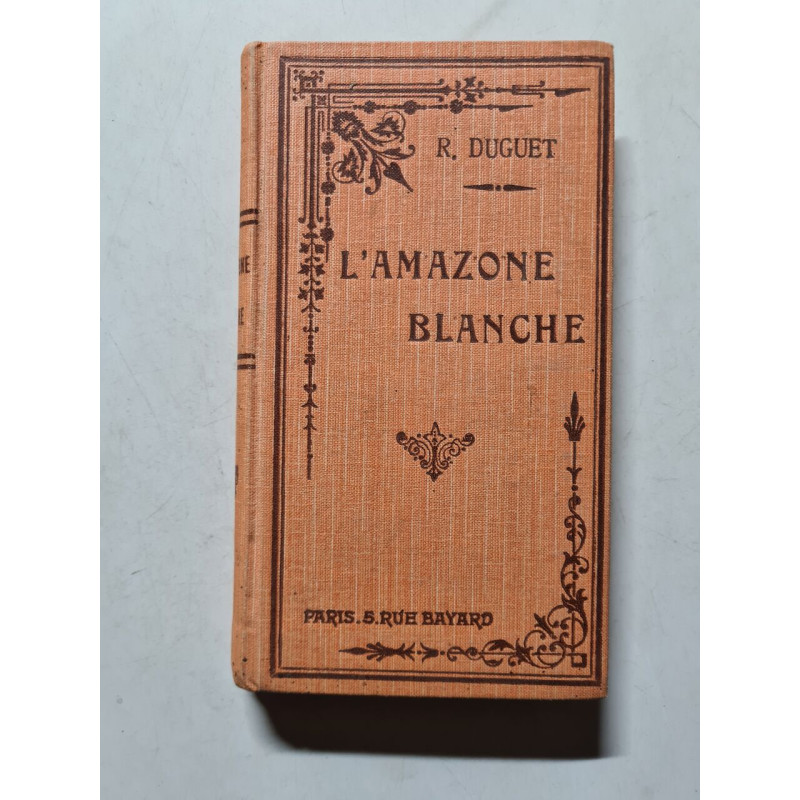 R. DUGUET
L'AMAZONE
BLANCHE
PARIS. 5. RUE BAYARD